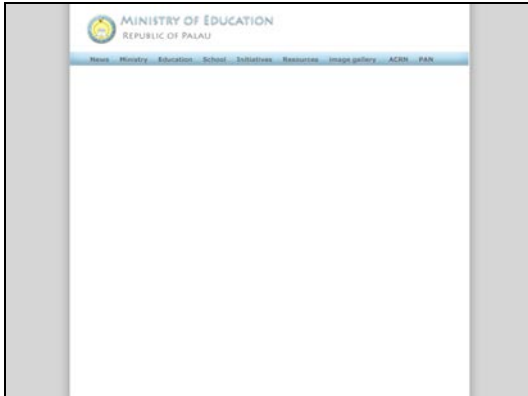 MINISTRY OF EDUCATION
REPUBLIC OF PALAU
News Ministry Education School Initiatives Resources image gallery ACRN PAN